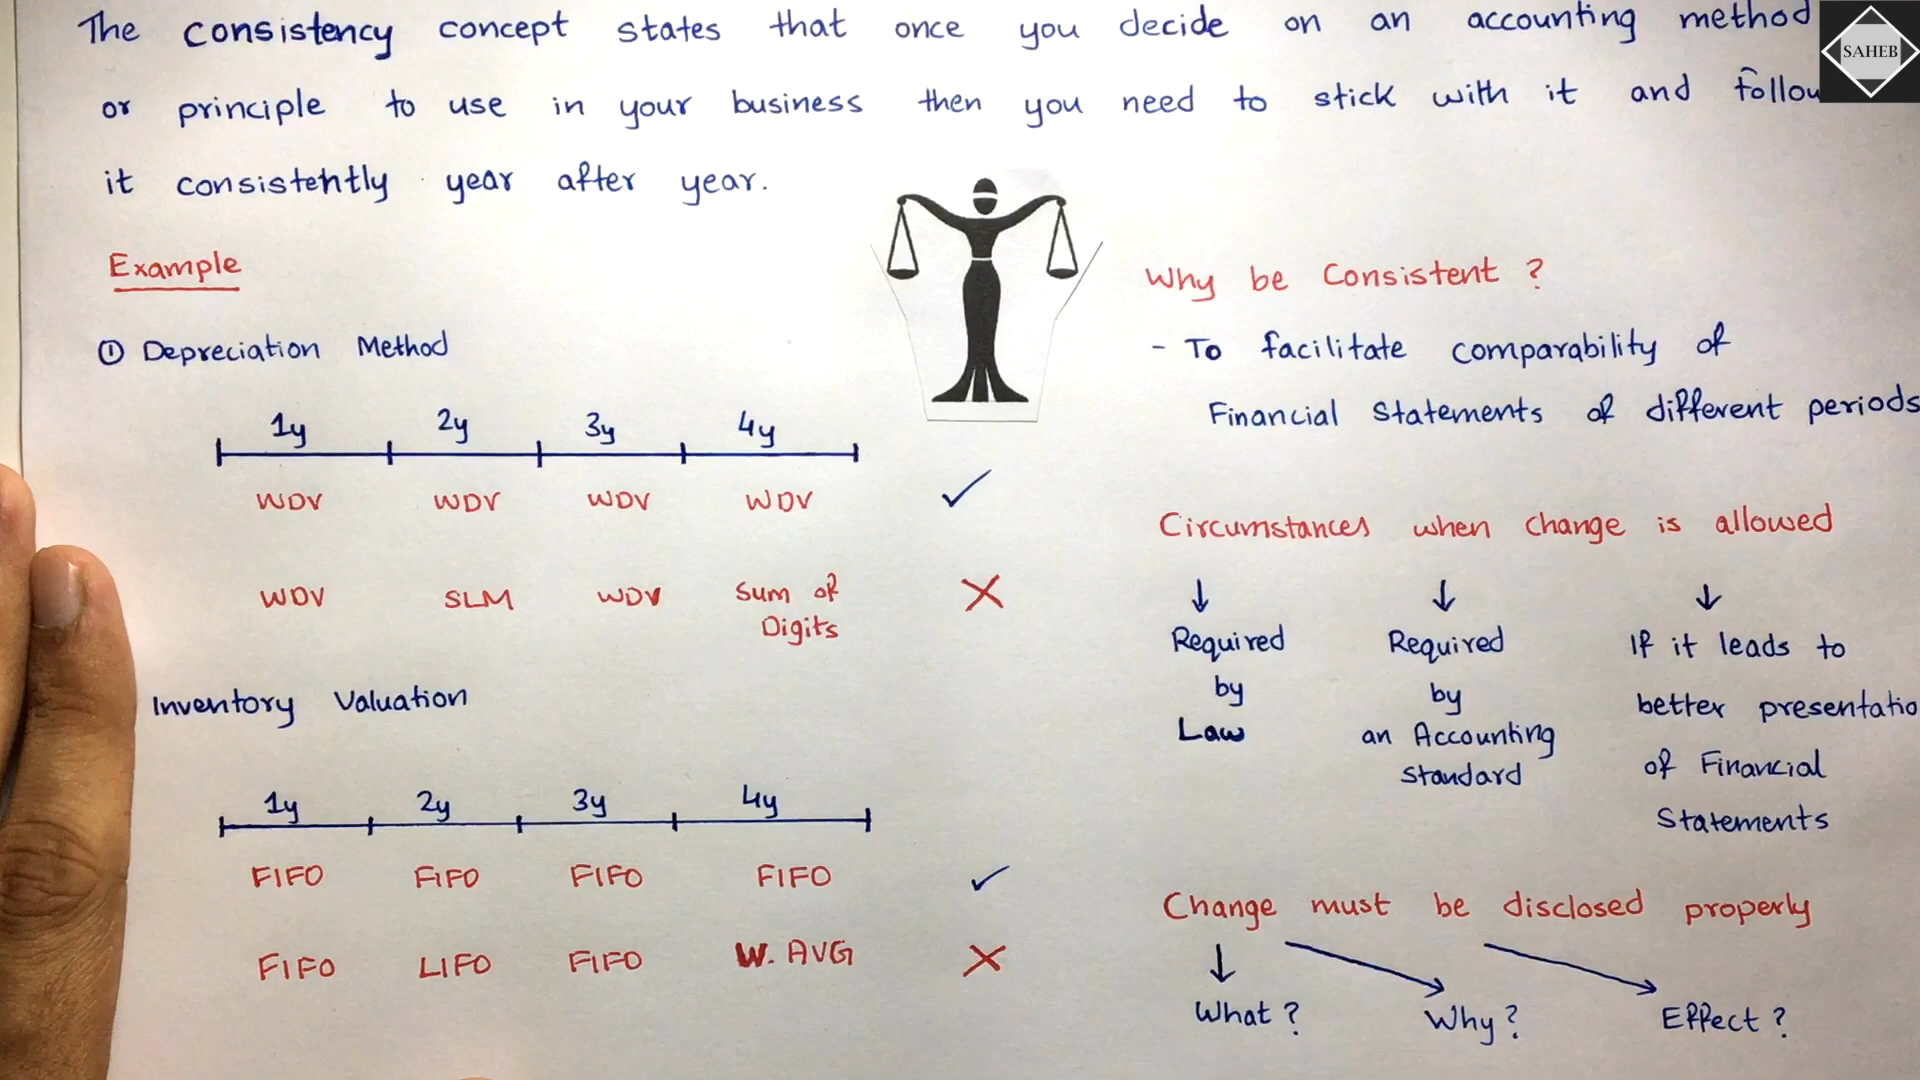 The consistency concept states that once you decide on an accounting method
or principle to use in your business then you need to stick with it and follow
it consistently year after year.
SAHEB
Example
① Depreciation Method
1y 2y 3y 4y
WDV WDV WDV WDV
WDV SLM WDV Sum of
Digits
Inventory Valuation
1y 2y 3y 4y
FIFO FIFO FIFO FIFO
FIFO LIFO FIFO W. AVG
Why be Consistent ?
- To facilitate comparability of
Financial Statements of different periods
Circumstances when change is allowed
Required
by
Law
Required
by
an Accounting
Standard
If it leads to
better presentatio
of Financial
Statements
Change must be disclosed properly
What ? Why ? Effect ?